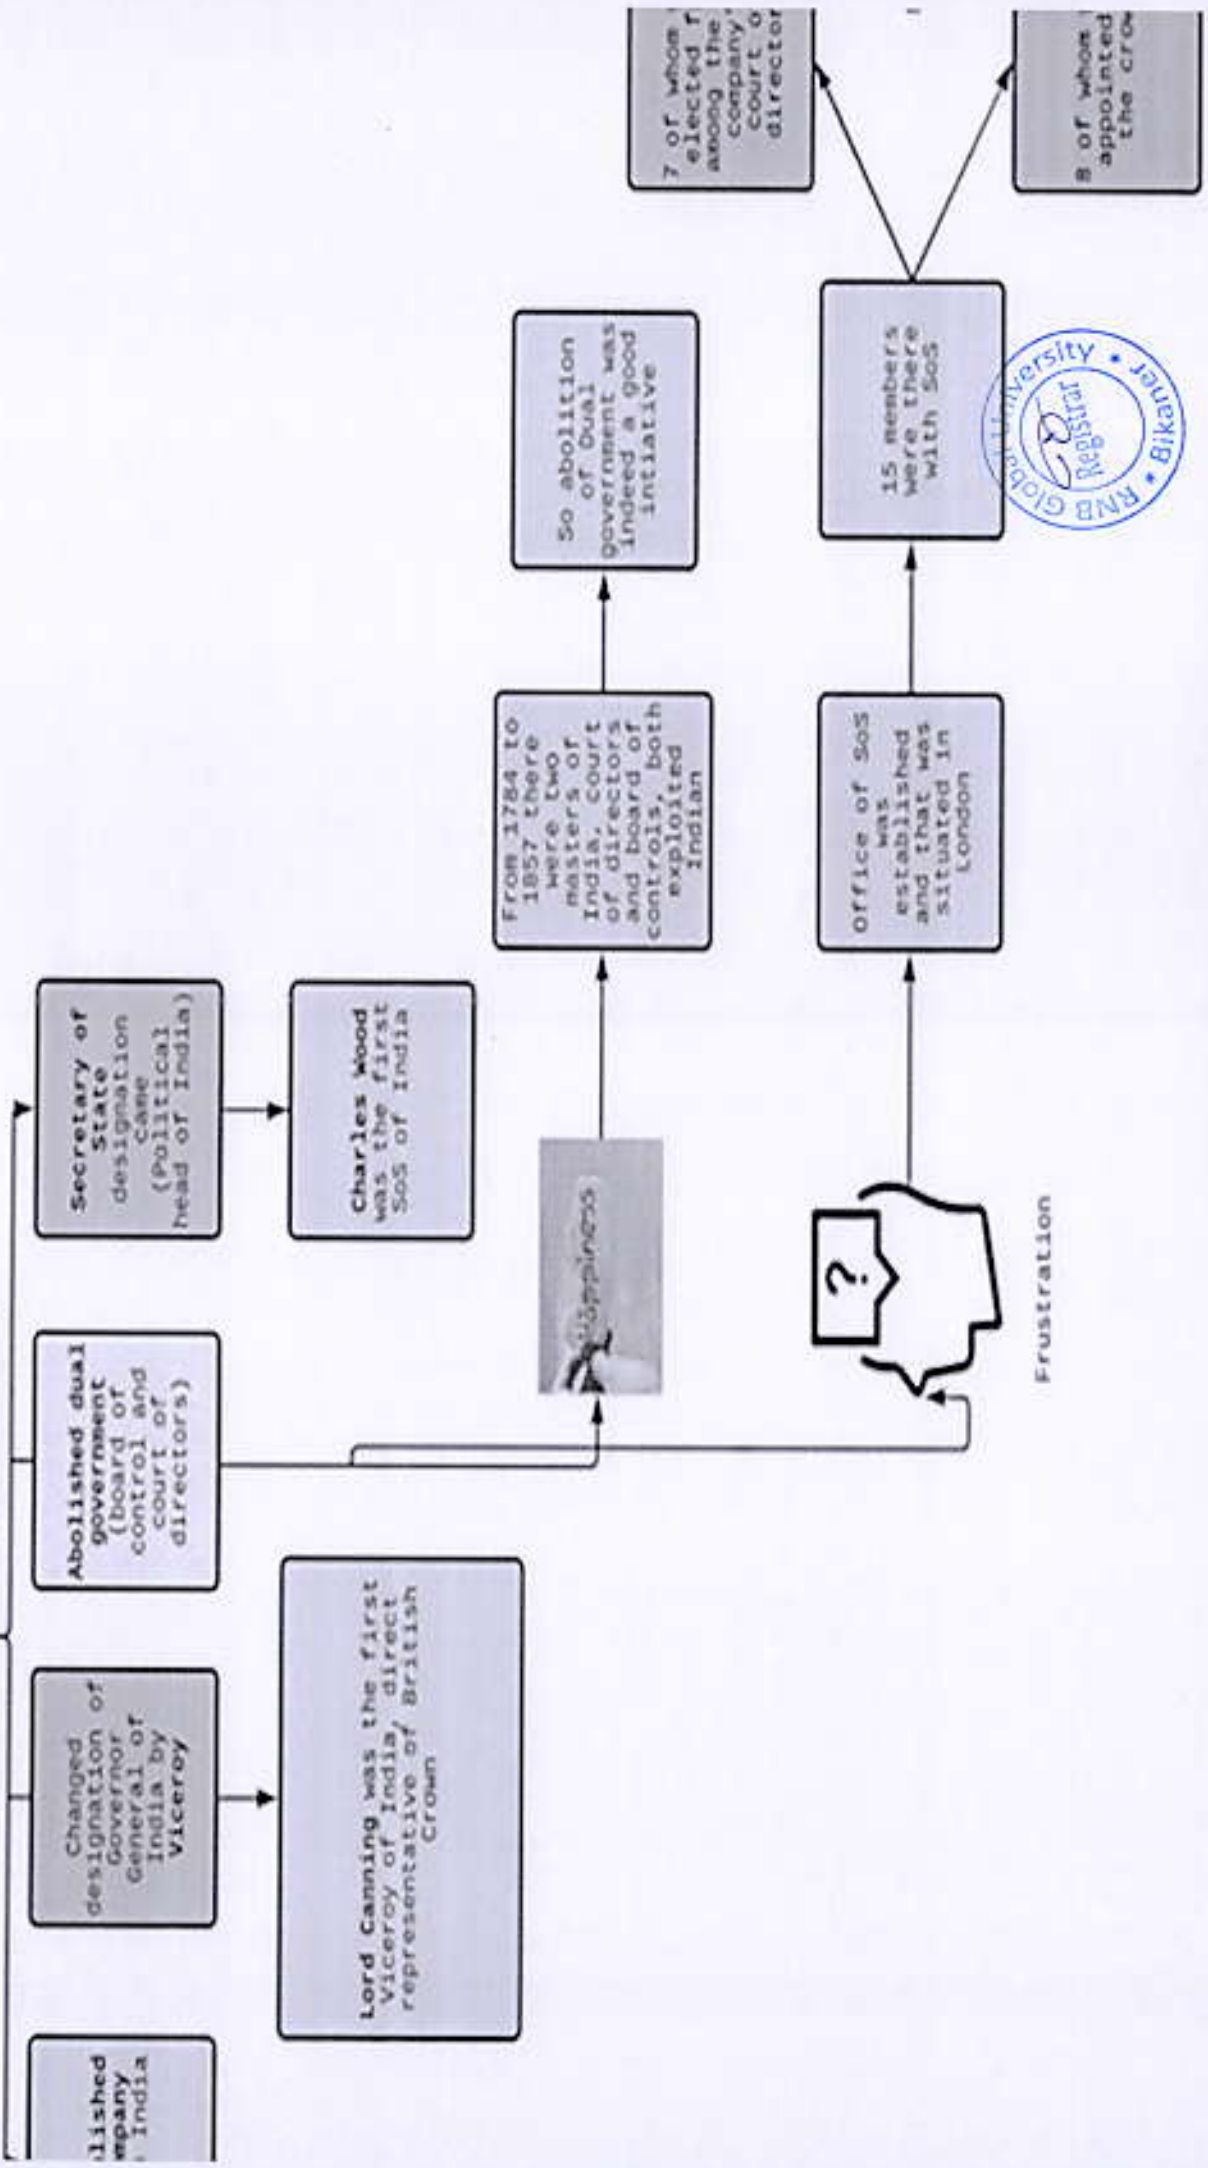 lished
mpany
India
Changed
designation of
Governor
General of
India by
Viceroy
Abolished dual
government
(board of
control and
court of
directors)
Secretary of
State
designation
came
(Political
head of India)
Lord Canning was the first
Viceroy of India, direct
representative of British
Crown
Charles Wood
was the first
SoS of India
Happiness
From 1784 to
1857 there
were two
masters of
India, court
of directors
and board of
controls, both
exploited
Indian
So abolition
of Dual
government was
indeed a good
intiative
?
Frustration
Office of SoS
was
established
and that was
situated in
London
15 members
were there
with SoS
7 of whom
elected f
aboog the
company'
court o
director
8 of whom
appointed
the crow
RNB Global University • Bikaner •
Registrar